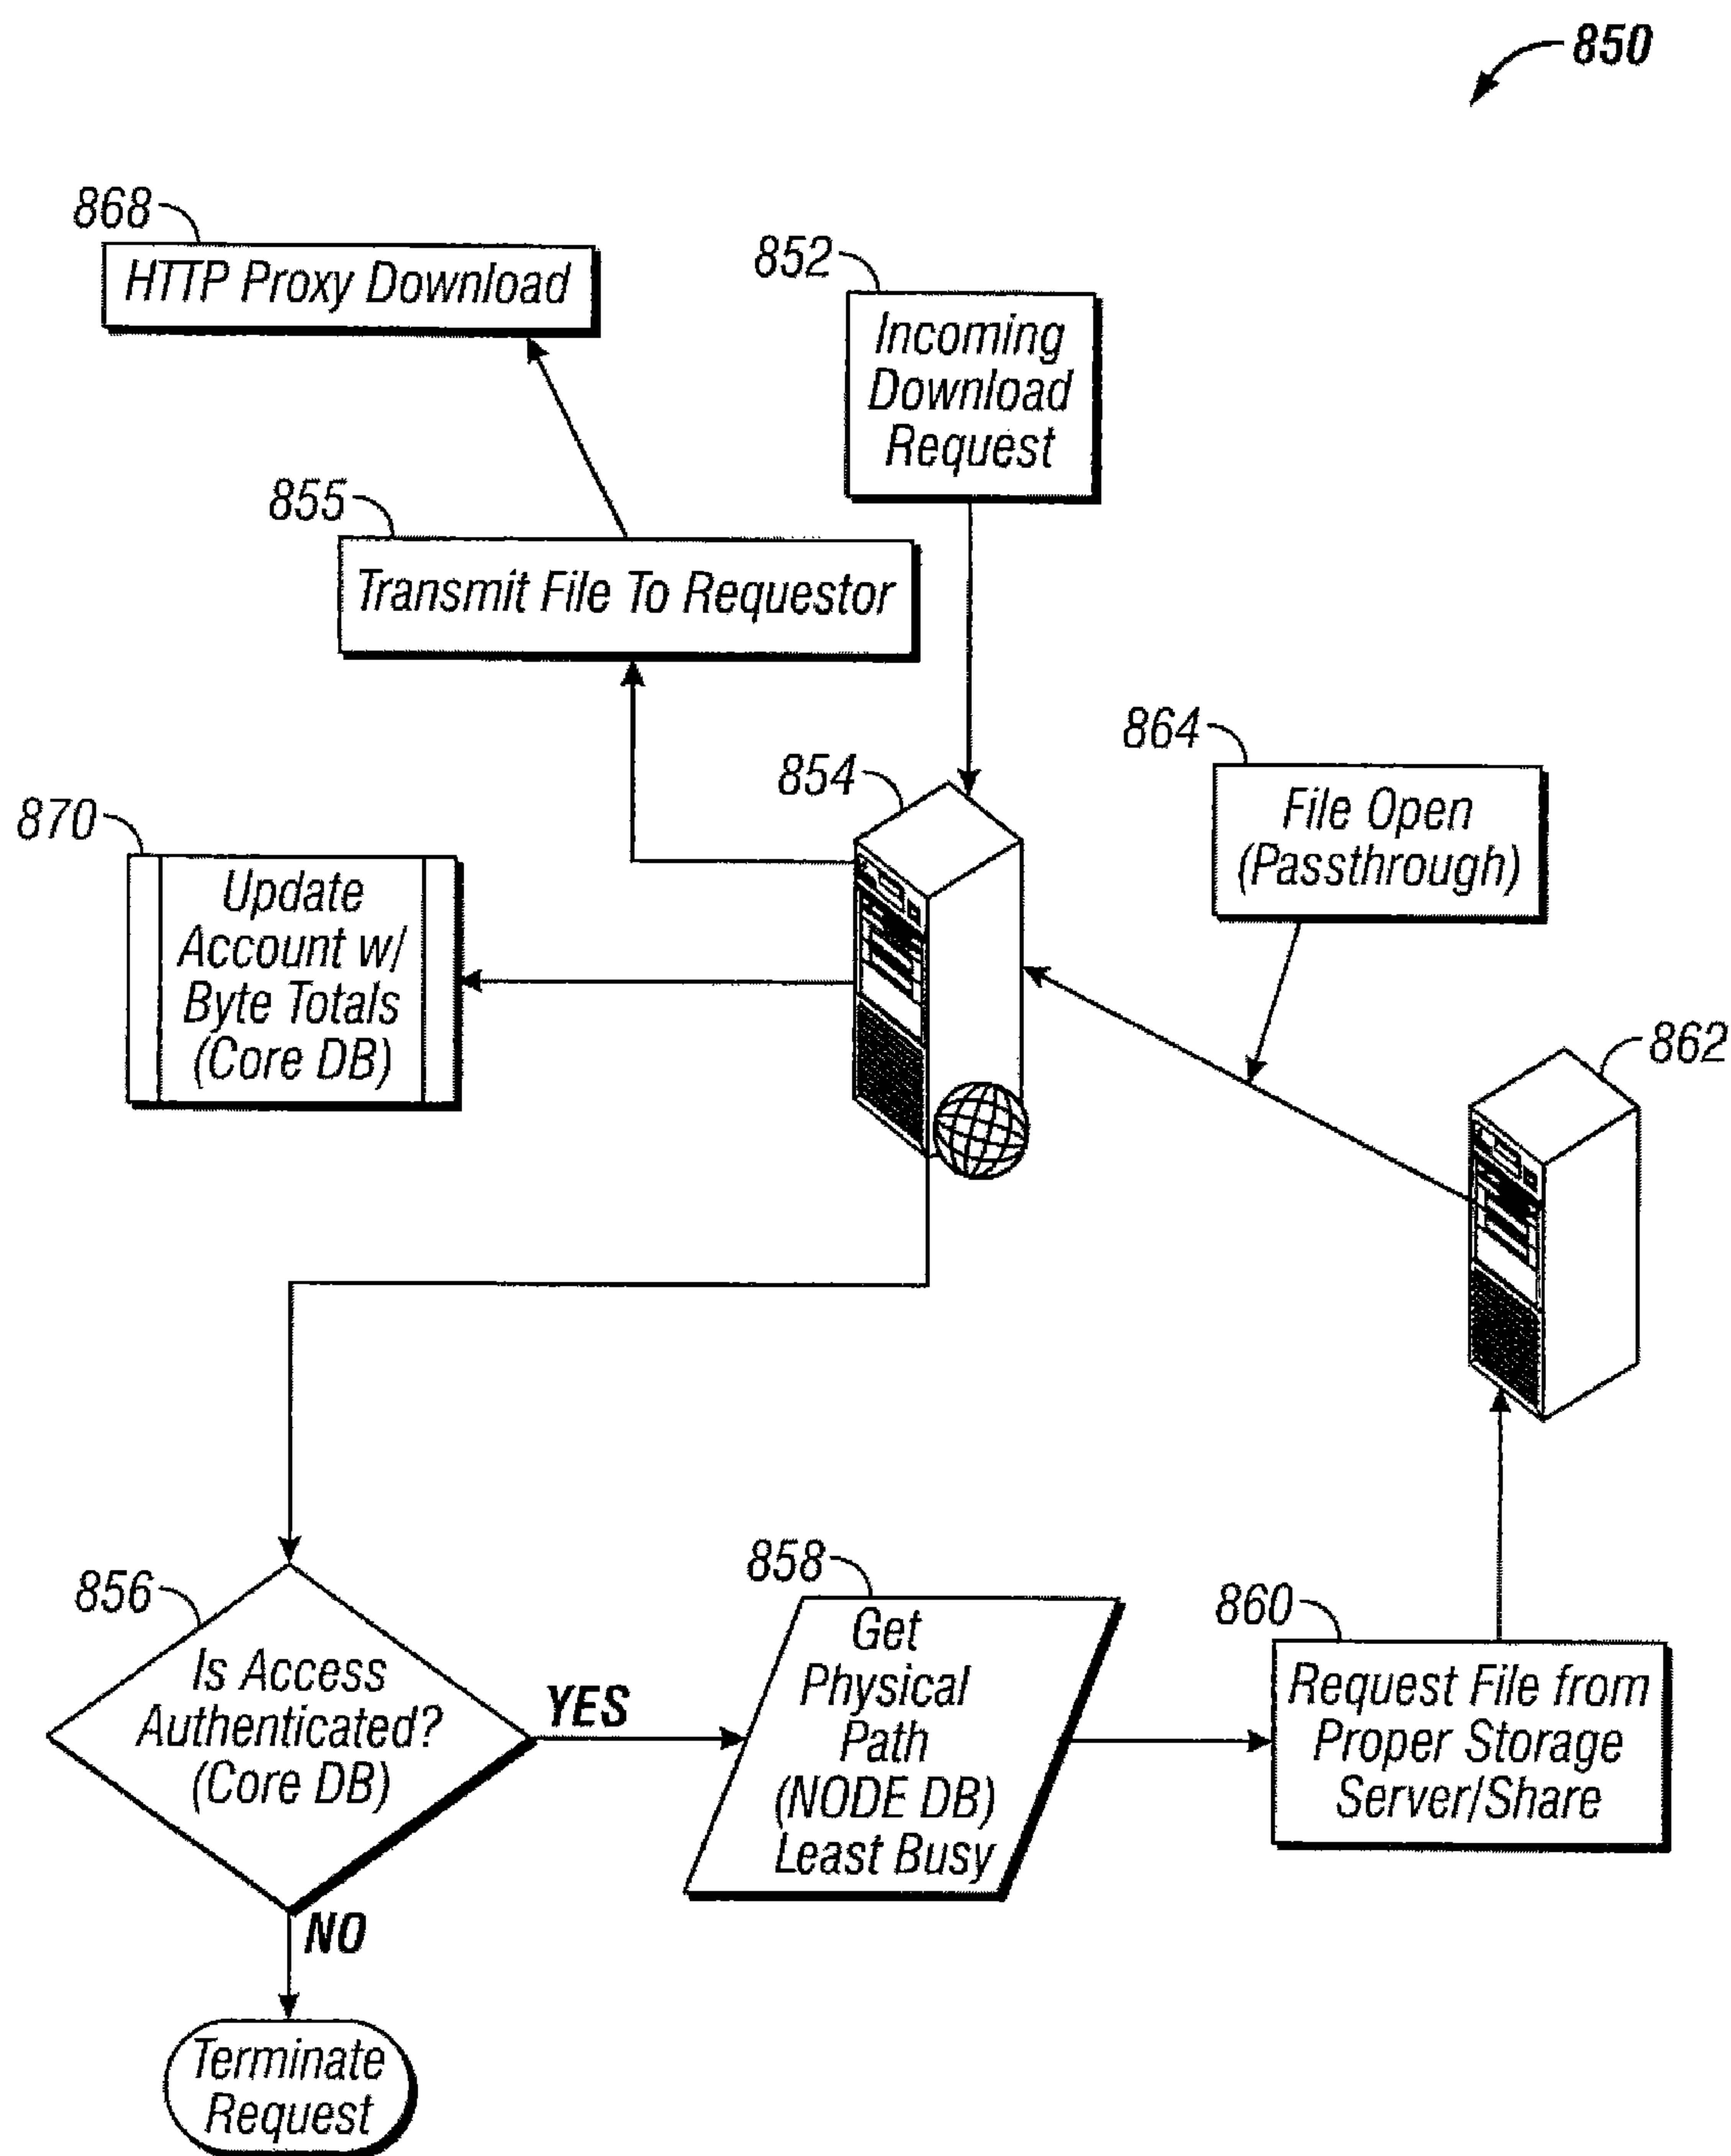 850
868
HTTP Proxy Download
852
Incoming
Download
Request
855
Transmit File To Requestor
864
File Open
(Passthrough)
854
870
Update
Account w/
Byte Totals
(Core DB)
862
856
Is Access
Authenticated?
(Core DB)
YES
NO
858
Get
Physical
Path
(NODE DB)
Least Busy
860
Request File from
Proper Storage
Server/Share
Terminate
Request